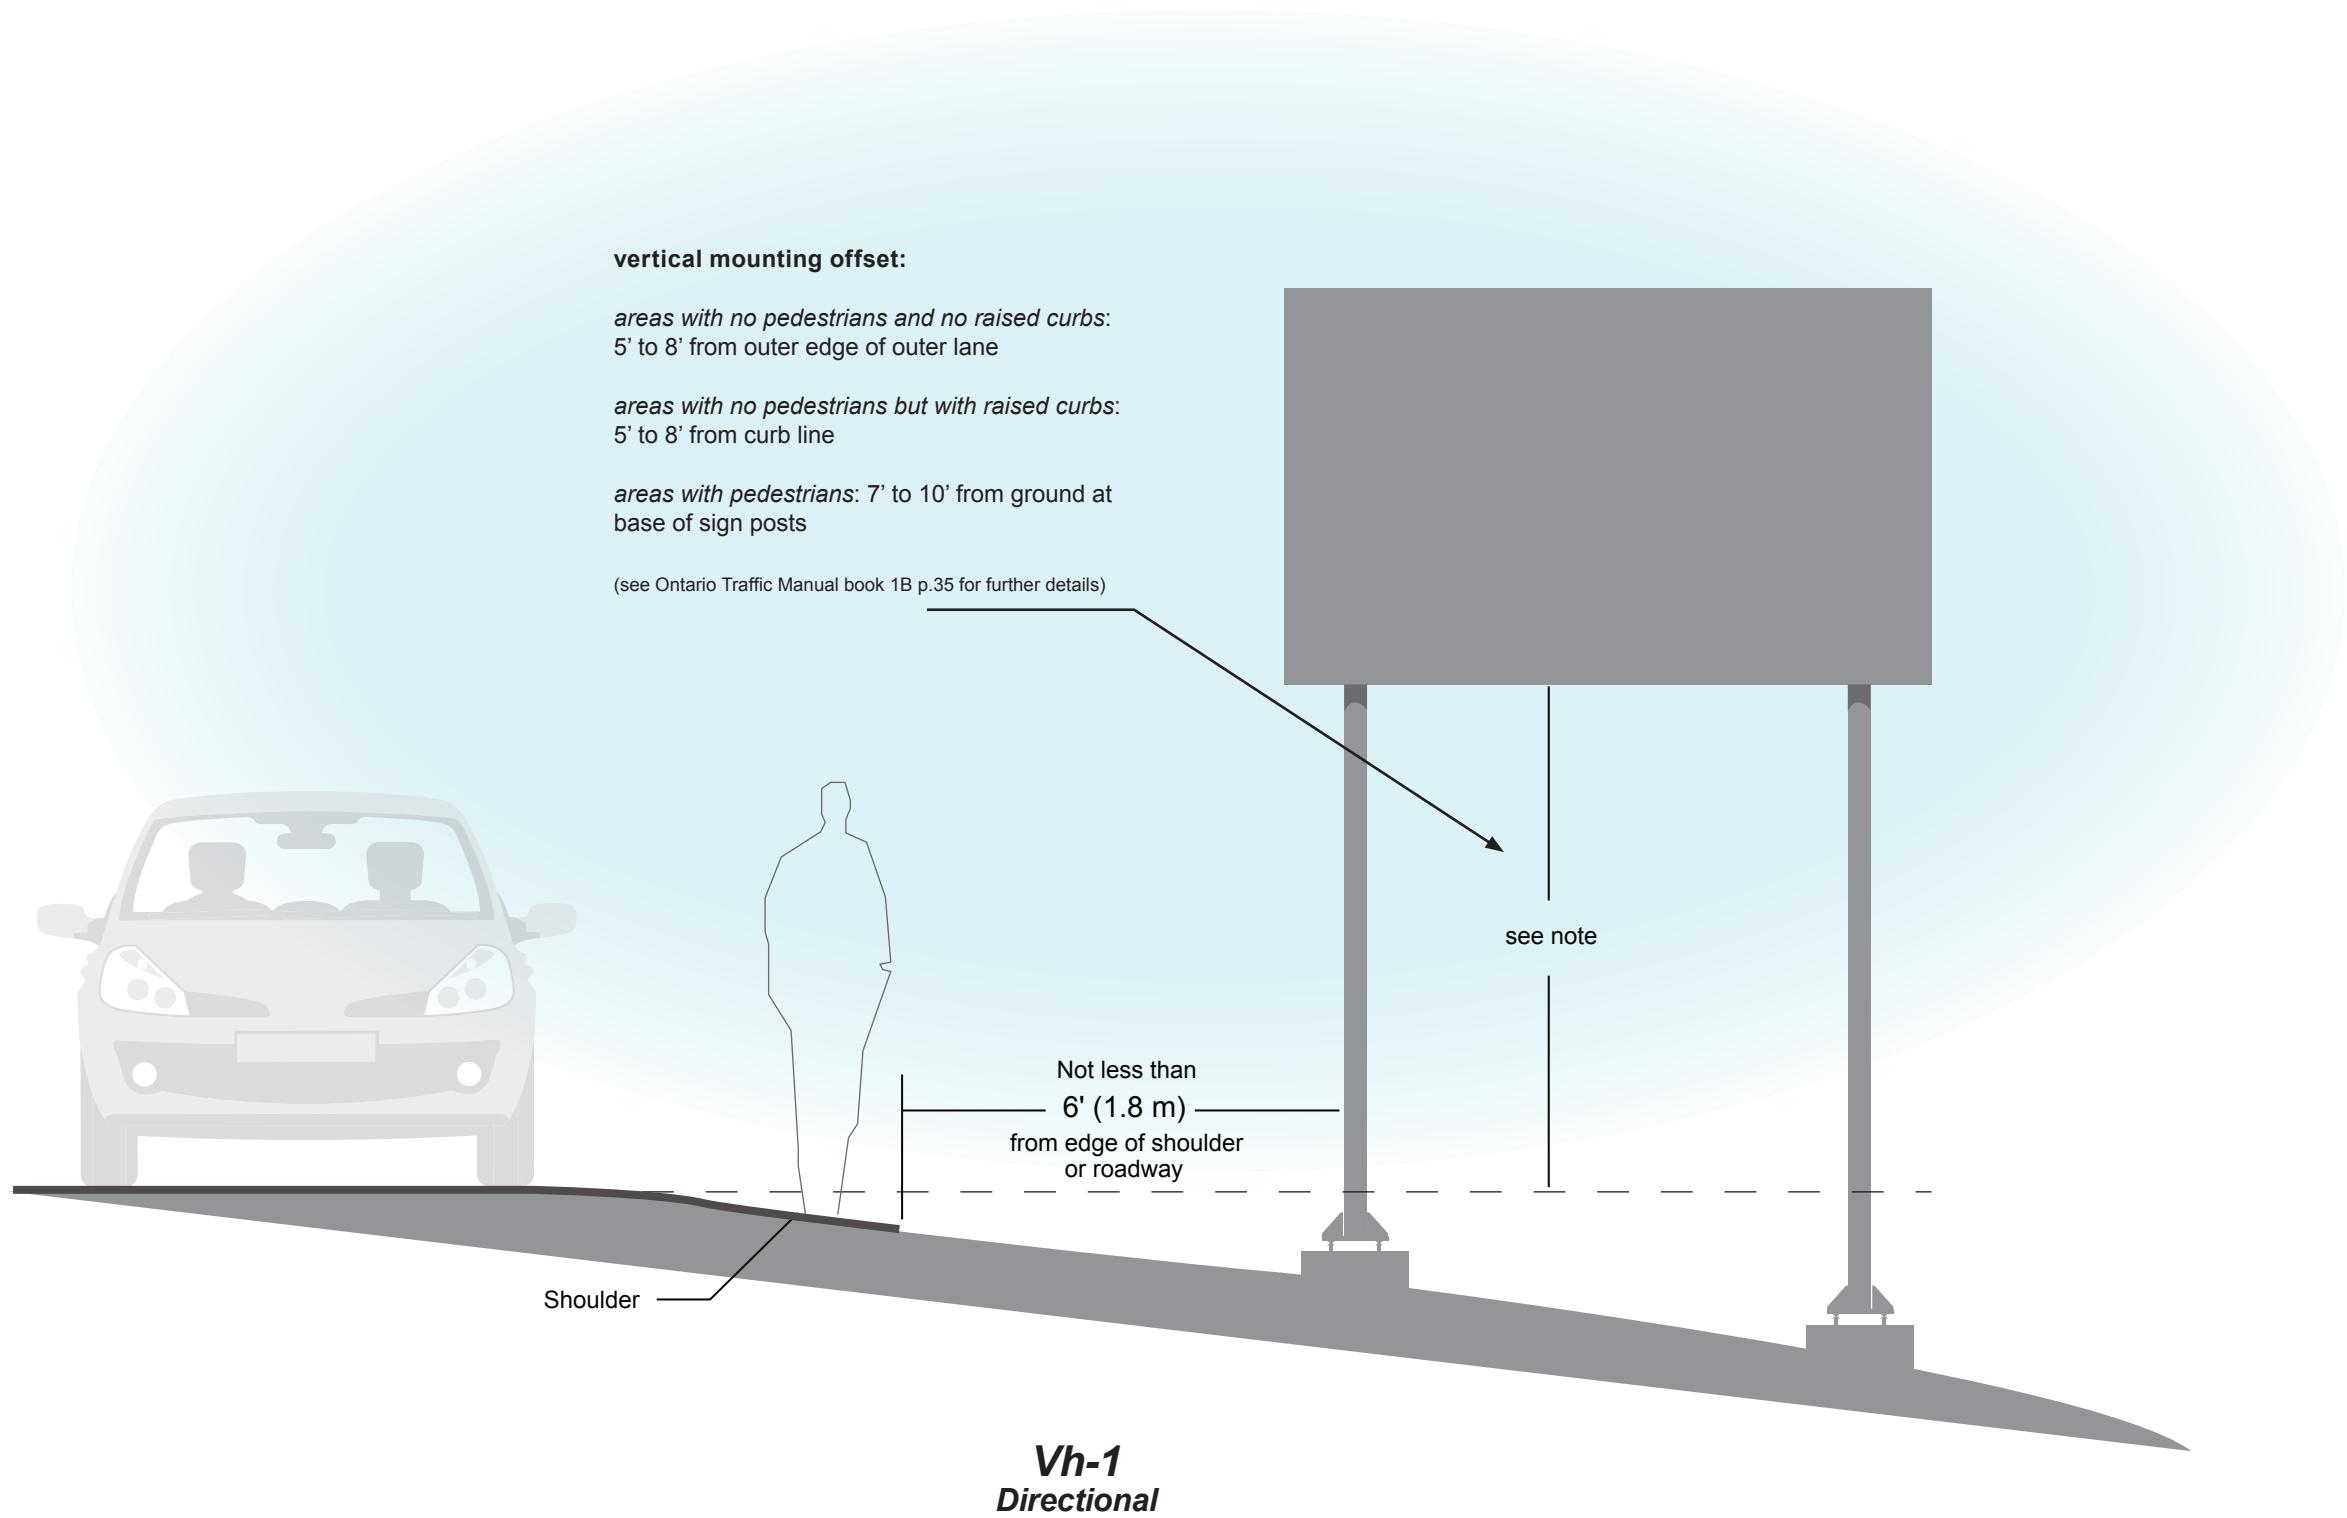 vertical mounting offset:
areas with no pedestrians and no raised curbs:
5’ to 8’ from outer edge of outer lane
areas with no pedestrians but with raised curbs:
5’ to 8’ from curb line
areas with pedestrians: 7’ to 10’ from ground at
base of sign posts
(see Ontario Traffic Manual book 1B p.35 for further details)
see note
Not less than
6' (1.8 m)
from edge of shoulder
or roadway
Shoulder
Vh-1
Directional